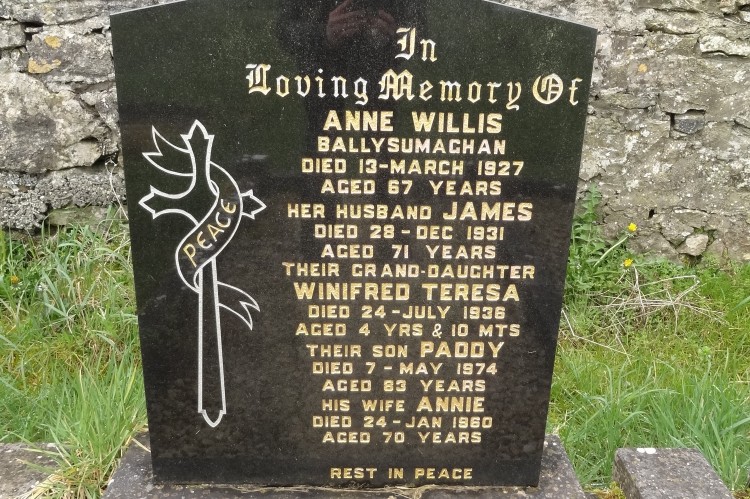 In
Loving Memory Of
ANNE WILLIS
BALLYSUMAGHAN
DIED 13-MARCH 1927
AGED 67 YEARS
HER HUSBAND JAMES
DIED 28-DEC 1931
AGED 71 YEARS
THEIR GRAND-DAUGHTER
WINIFRED TERESA
DIED 24-JULY 1936
AGED 4 YRS & 10 MTS
THEIR SON PADDY
DIED 7-MAY 1974
AGED 83 YEARS
HIS WIFE ANNIE
DIED 24-JAN 1980
AGED 70 YEARS
REST IN PEACE
PEACE